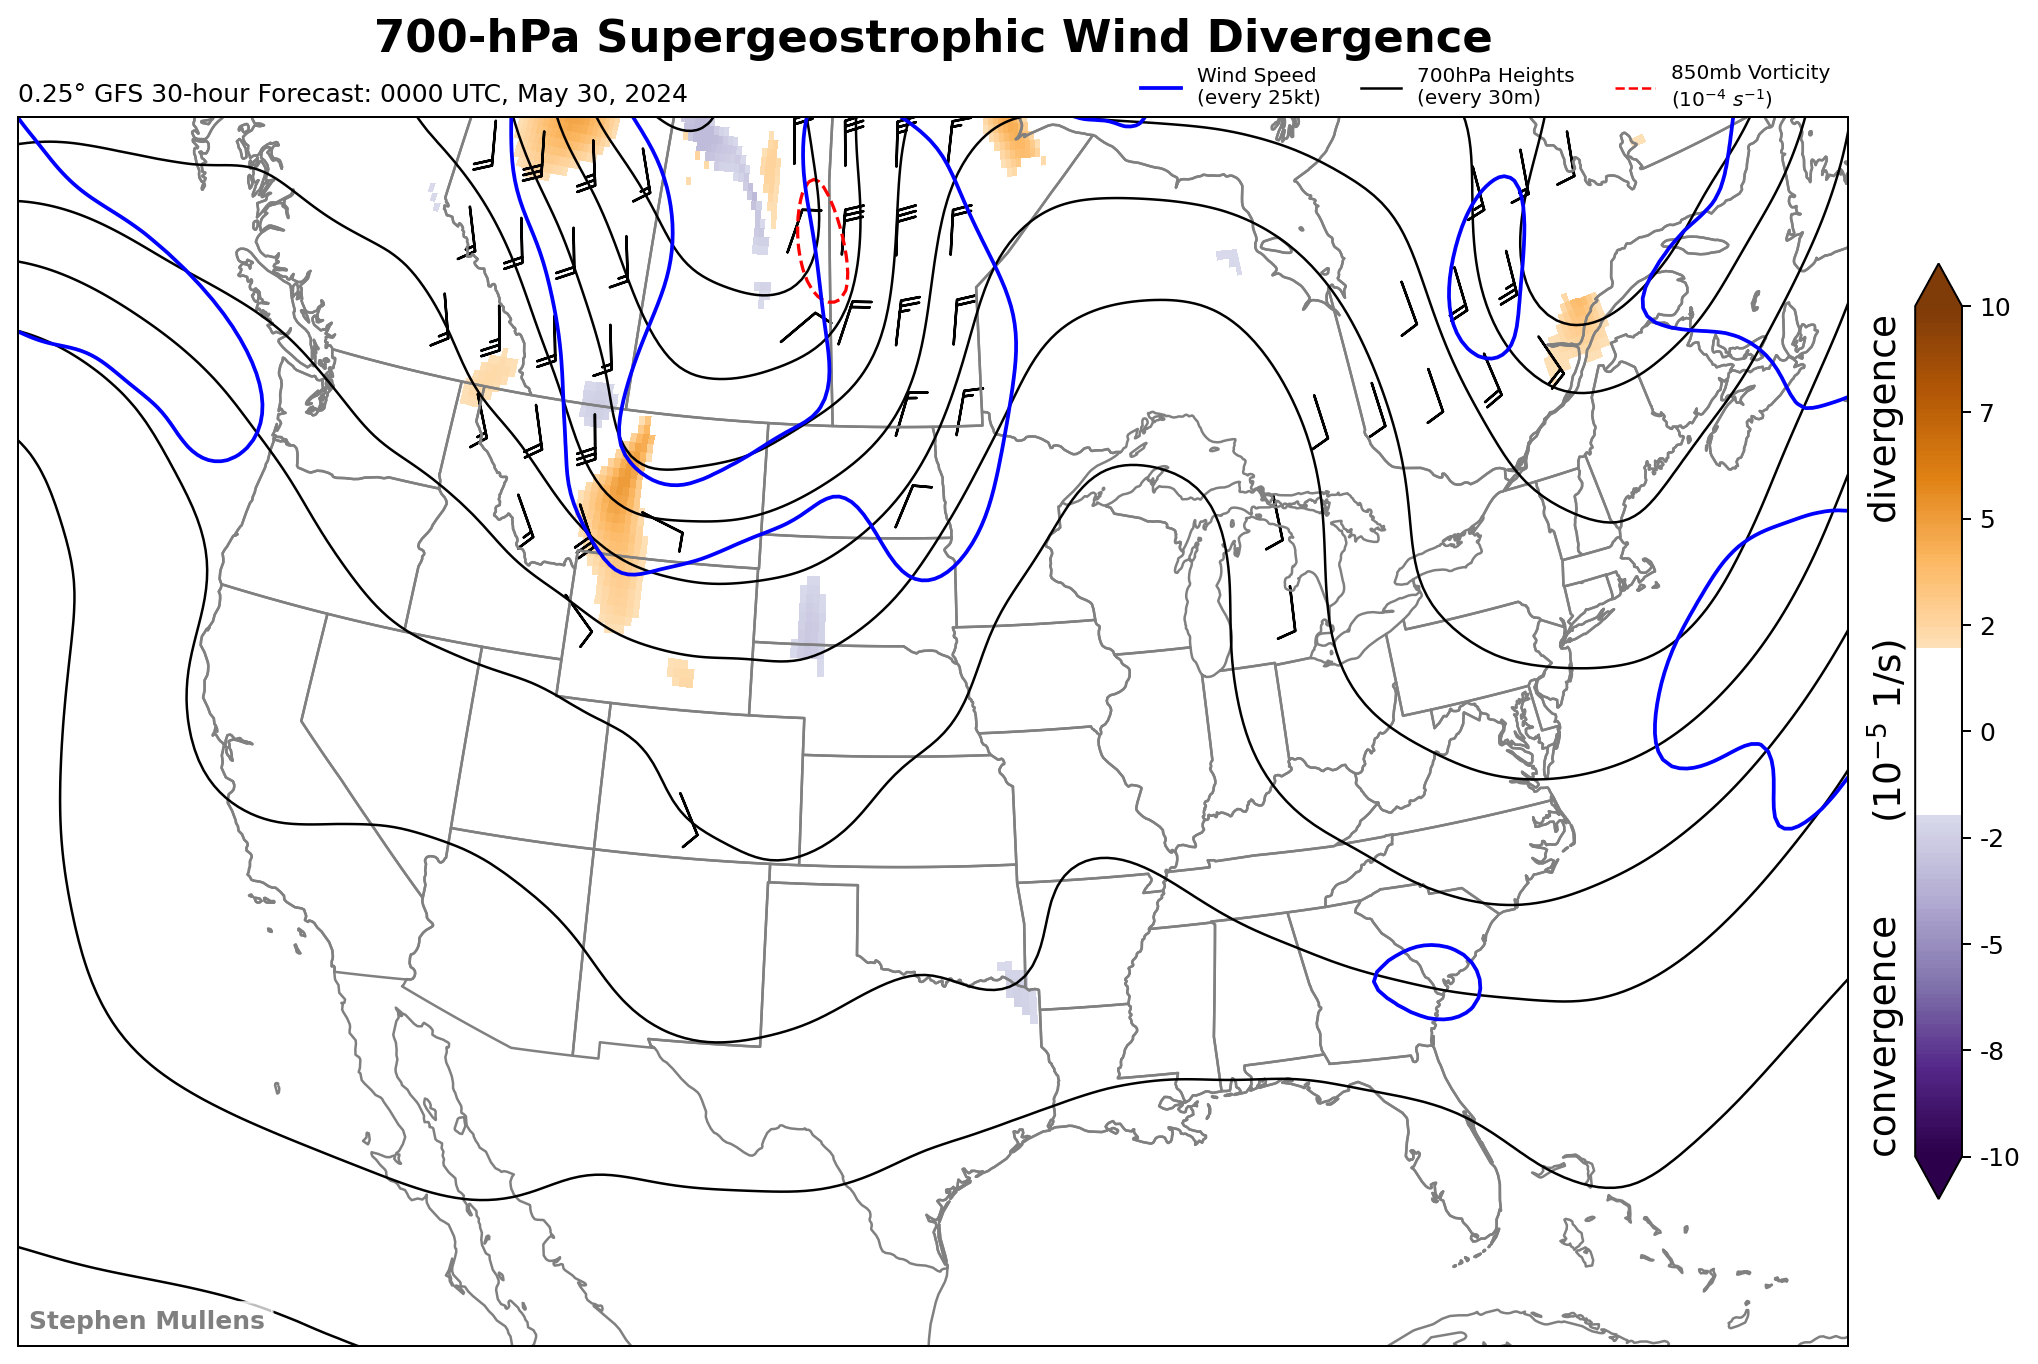 700-hPa Supergeostrophic Wind Divergence
0.25° GFS 30-hour Forecast: 0000 UTC, May 30, 2024
Wind Speed
(every 25kt)
700hPa Heights
(every 30m)
850mb Vorticity
(10⁻⁴ s⁻¹)
10
7
5
2
0
-2
-5
-8
-10
convergence (10⁻⁵ 1/s) divergence
Stephen Mullens